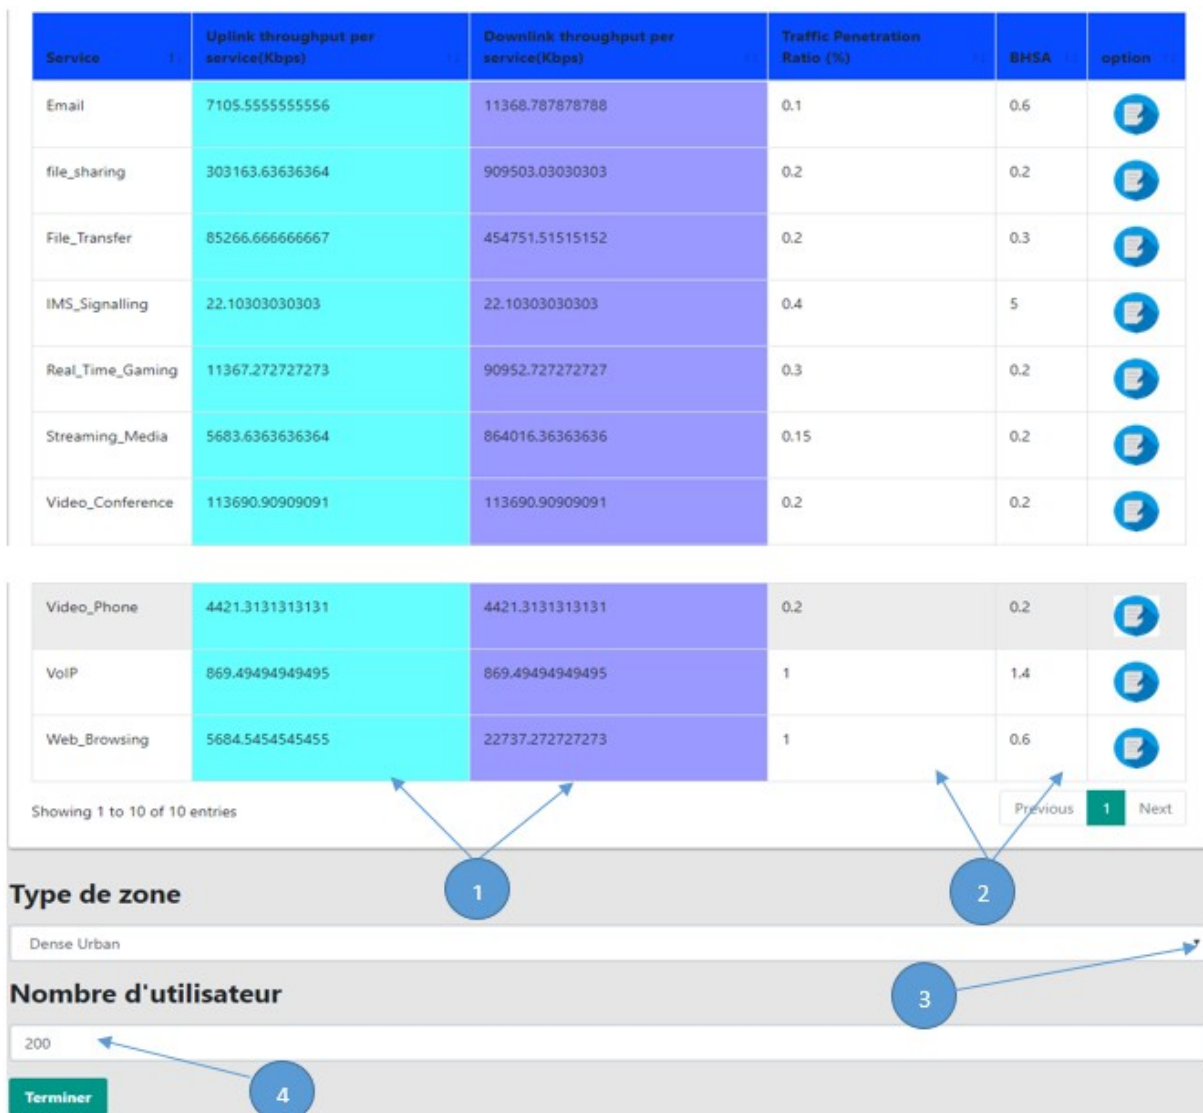 Service Uplink throughput per service(Kbps) Downlink throughput per service(Kbps) Traffic Penetration Ratio (%) BHSA option
Email 7105.5555555556 11368.787878788 0.1 0.6
file_sharing 303163.63636364 909503.03030303 0.2 0.2
File_Transfer 85266.666666667 454751.51515152 0.2 0.3
IMS_Signalling 22.10303030303 22.10303030303 0.4 5
Real_Time_Gaming 11367.272727273 90952.727272727 0.3 0.2
Streaming_Media 5683.6363636364 864016.36363636 0.15 0.2
Video_Conference 113690.90909091 113690.90909091 0.2 0.2
Video_Phone 4421.3131313131 4421.3131313131 0.2 0.2
VoIP 869.49494949495 869.49494949495 1 1.4
Web_Browsing 5684.5454545455 22737.272727273 1 0.6
Showing 1 to 10 of 10 entries Previous 1 Next
1 2
Type de zone
Dense Urban
3
Nombre d'utilisateur
200
Terminer 4